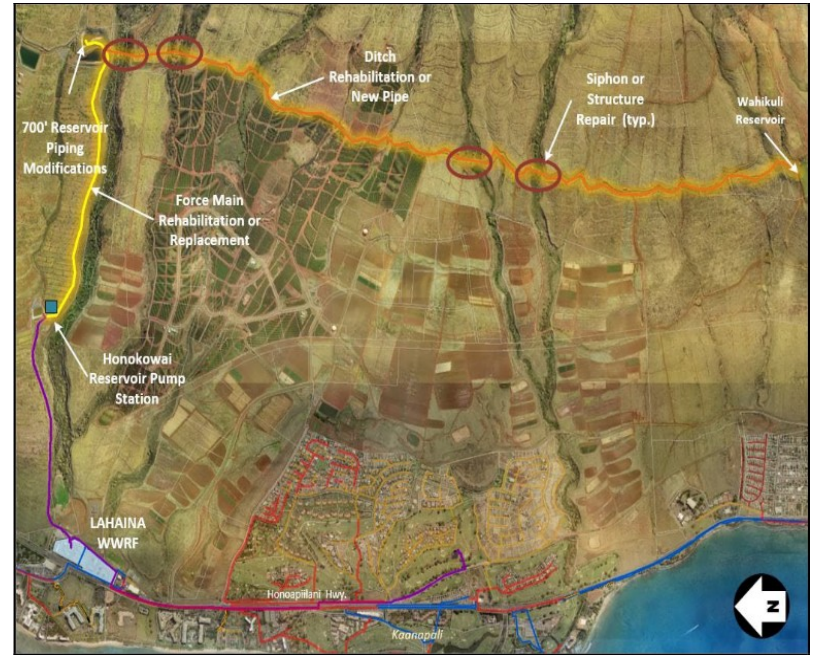 700' Reservoir
Piping
Modifications
Ditch
Rehabilitation or
New Pipe
Siphon or
Structure
Repair (typ.)
Wahikuli
Reservoir
Force Main
Rehabilitation or
Replacement
Honokowai
Reservoir Pump
Station
LAHAINA
WWRF
Honoapiilani Hwy.
Kaanapali
N